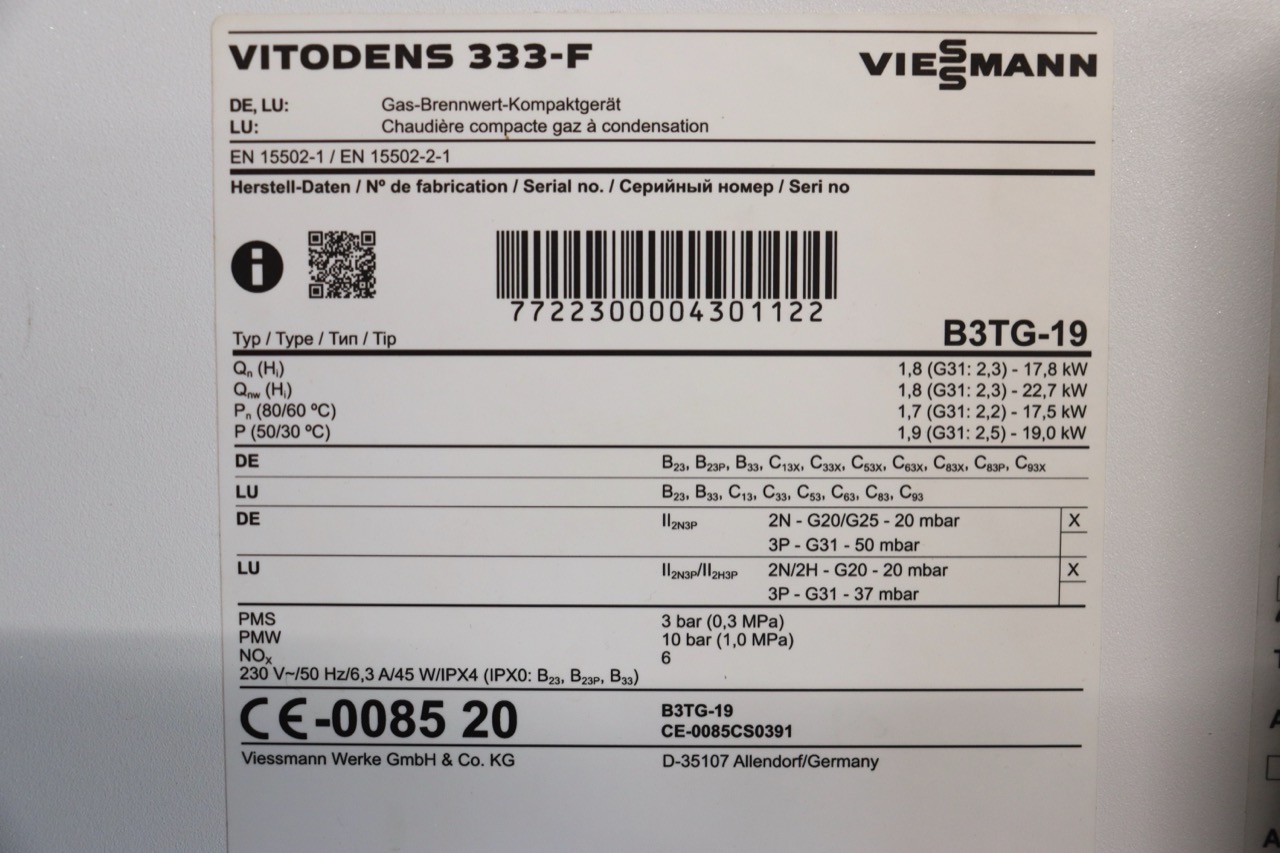 VITODENS 333-F
VIESSMANN
DE, LU: Gas-Brennwert-Kompaktgerät
LU: Chaudière compacte gaz à condensation
EN 15502-1 / EN 15502-2-1
Herstell-Daten / Nº de fabrication / Serial no. / Серийный номер / Seri no
7722300004301122
Typ / Type / Тип / Tip B3TG-19
Qn (Hi) 1,8 (G31: 2,3) - 17,8 kW
Qnw (Hi) 1,8 (G31: 2,3) - 22,7 kW
Pn (80/60 ºC) 1,7 (G31: 2,2) - 17,5 kW
P (50/30 ºC) 1,9 (G31: 2,5) - 19,0 kW
DE B23, B23P, B33, C13X, C33X, C53X, C63X, C83X, C83P, C93X
LU B23, B33, C13, C33, C53, C63, C83, C93
DE II2N3P 2N - G20/G25 - 20 mbar X
3P - G31 - 50 mbar
LU II2N3P/II2H3P 2N/2H - G20 - 20 mbar X
3P - G31 - 37 mbar
PMS 3 bar (0,3 MPa)
PMW 10 bar (1,0 MPa)
NOx 6
230 V~/50 Hz/6,3 A/45 W/IPX4 (IPX0: B23, B23P, B33)
CE-0085 20
B3TG-19
CE-0085CS0391
Viessmann Werke GmbH & Co. KG D-35107 Allendorf/Germany